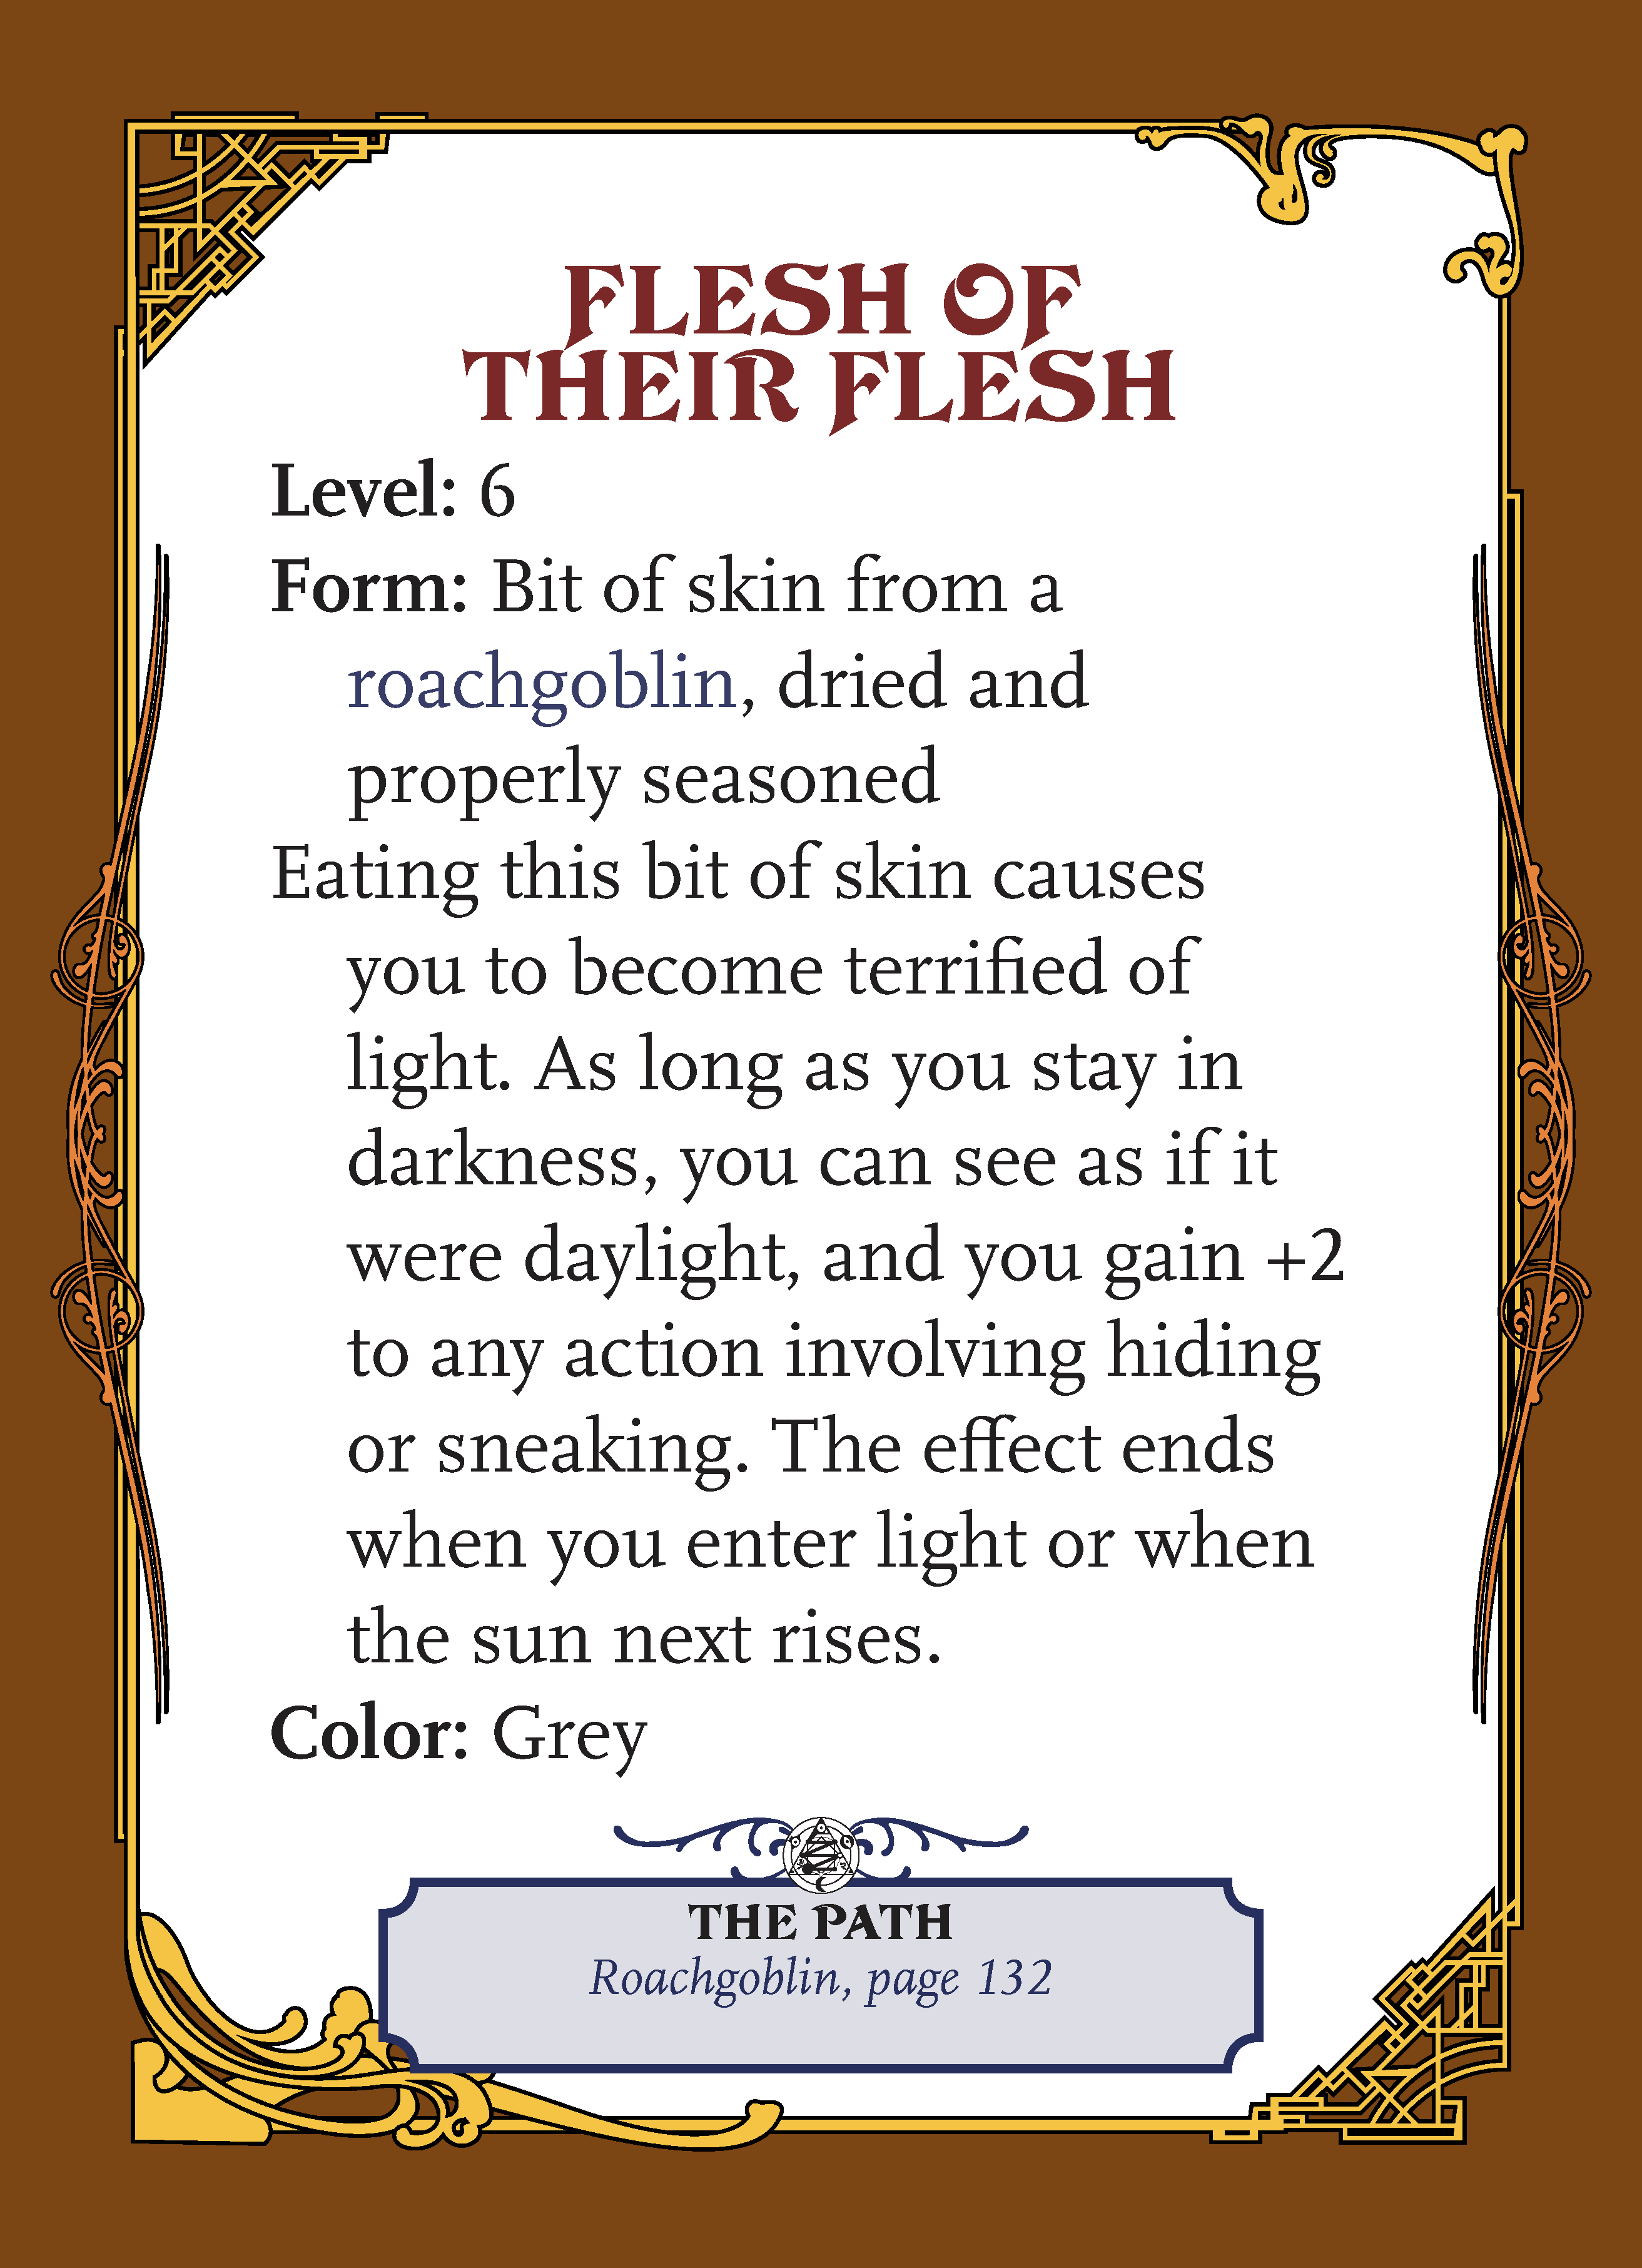 FLESH OF
THEIR FLESH
Level: 6
Form: Bit of skin from a
roachgoblin, dried and
properly seasoned
Eating this bit of skin causes
you to become terrified of
light. As long as you stay in
darkness, you can see as if it
were daylight, and you gain +2
to any action involving hiding
or sneaking. The effect ends
when you enter light or when
the sun next rises.
Color: Grey
THE PATH
Roachgoblin, page 132